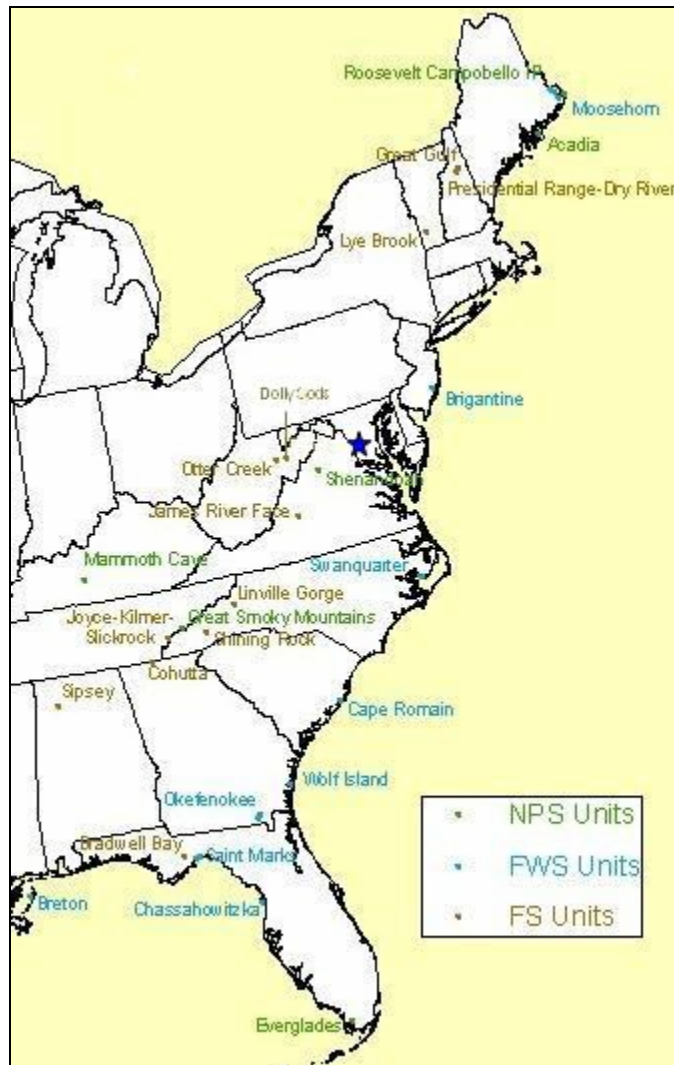 Roosevelt Campobello IP
Moosehorn
Acadia
Great Gulf
Presidential Range-Dry River
Lye Brook
Brigantine
Dolly Sods
Otter Creek
Shenandoah
James River Face
Mammoth Cave
Swanquarter
Linville Gorge
Joyce-Kilmer-
Slickrock
Great Smoky Mountains
Shining Rock
Cohutta
Sipsey
Cape Romain
Wolf Island
Okefenokee
Bradwell Bay
Saint Marks
Breton
Chassahowitzka
Everglades
NPS Units
FWS Units
FS Units